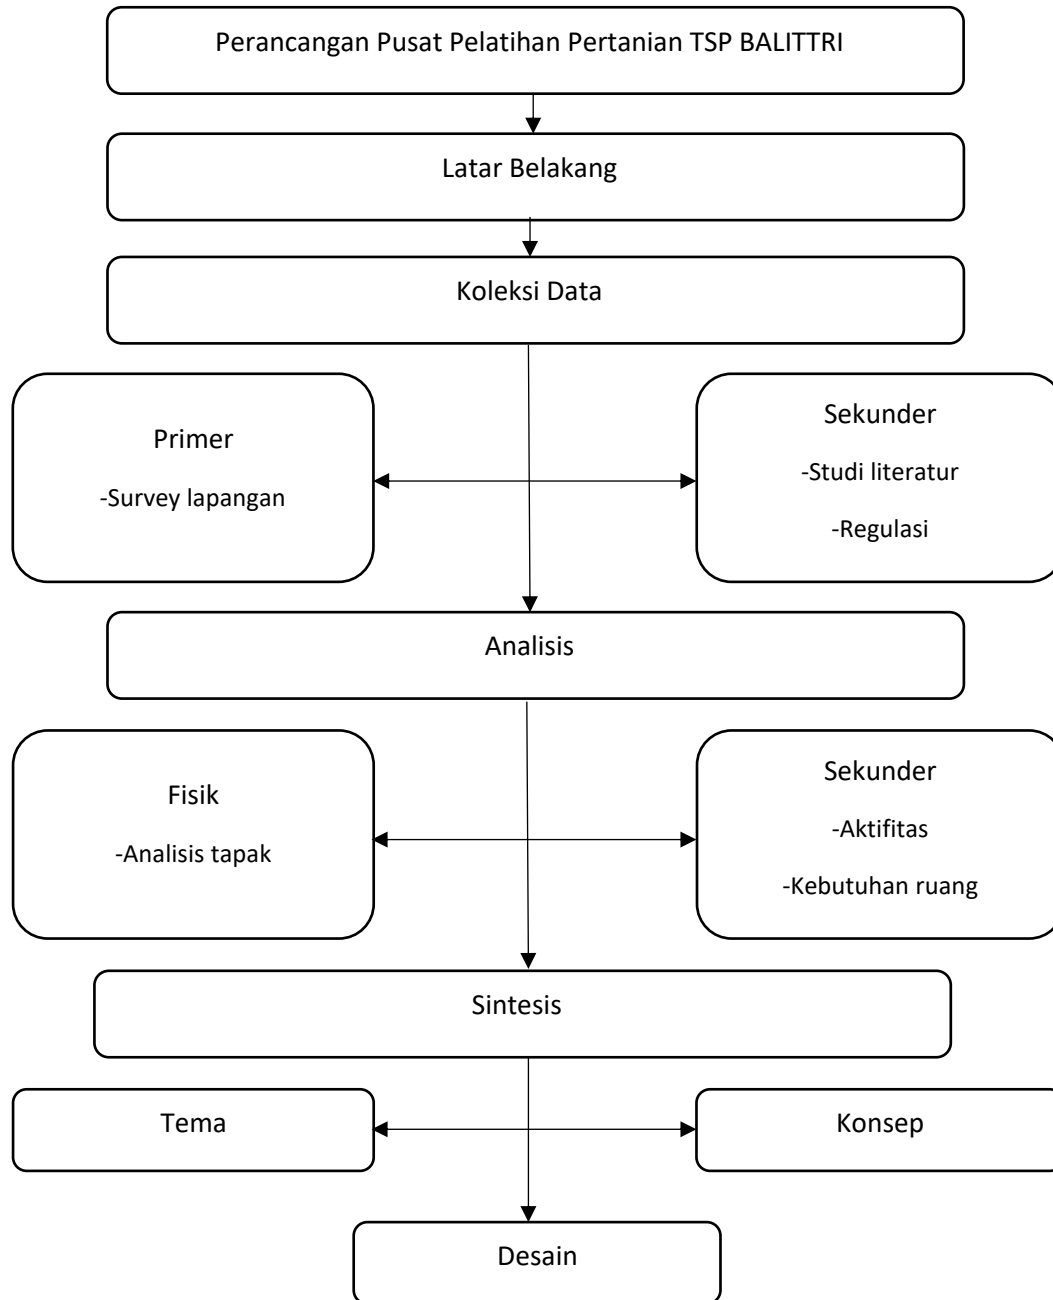 Perancangan Pusat Pelatihan Pertanian TSP BALITTRI
Latar Belakang
Koleksi Data
Primer
-Survey lapangan
Sekunder
-Studi literatur
-Regulasi
Analisis
Fisik
-Analisis tapak
Sekunder
-Aktifitas
-Kebutuhan ruang
Sintesis
Tema
Konsep
Desain